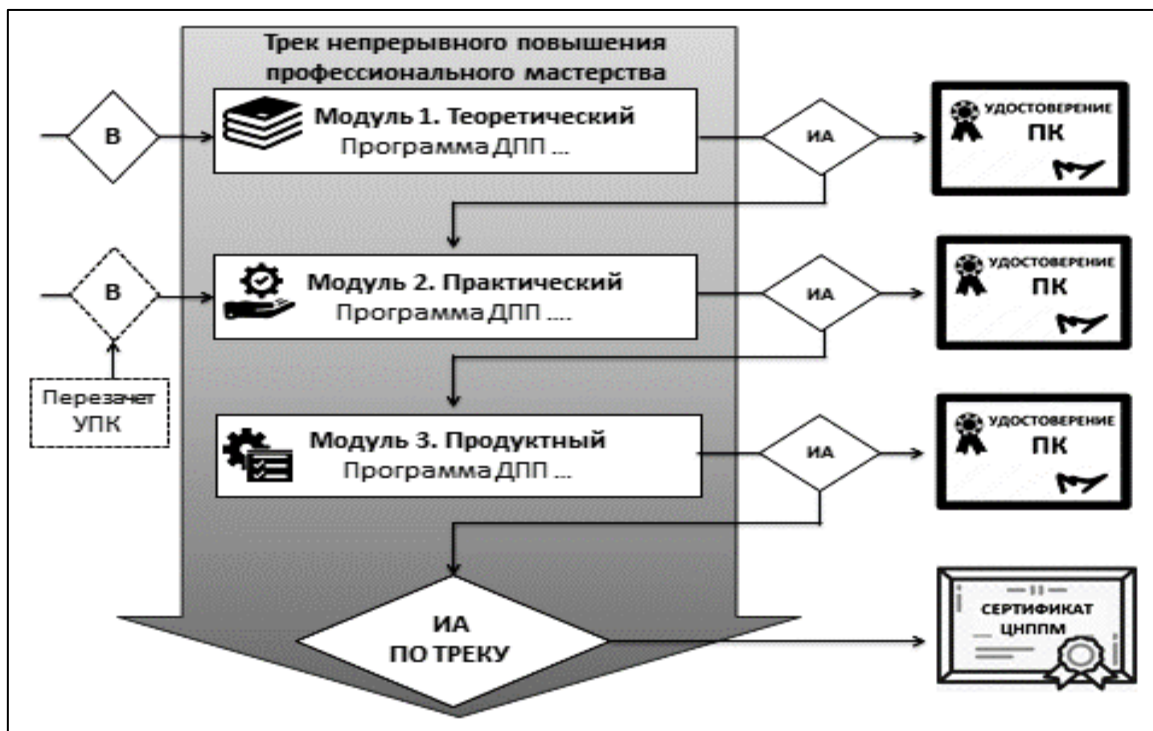 Трек непрерывного повышения
профессионального мастерства
В
Модуль 1. Теоретический
Программа ДПП ...
ИА
УДОСТОВЕРЕНИЕ
ПК
В
Модуль 2. Практический
Программа ДПП ....
ИА
УДОСТОВЕРЕНИЕ
ПК
Перезачет
УПК
Модуль 3. Продуктный
Программа ДПП ...
ИА
УДОСТОВЕРЕНИЕ
ПК
ИА
ПО ТРЕКУ
СЕРТИФИКАТ
ЦНППМ